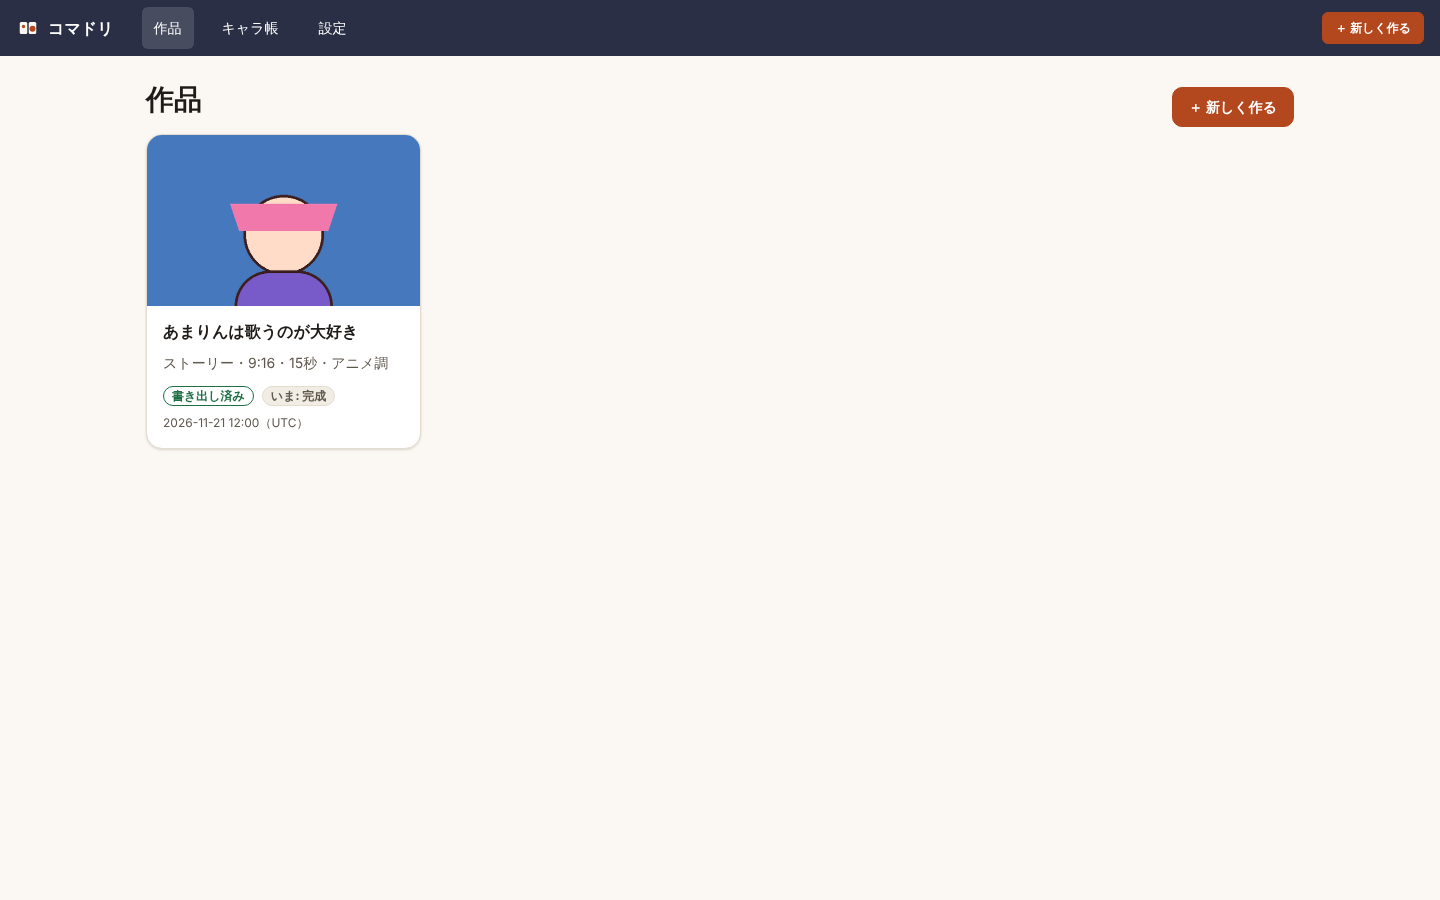 コマドリ
作品
キャラ帳
設定
+ 新しく作る
作品
+ 新しく作る
あまりんは歌うのが大好き
ストーリー・9:16・15秒・アニメ調
書き出し済み
いま: 完成
2026-11-21 12:00（UTC）